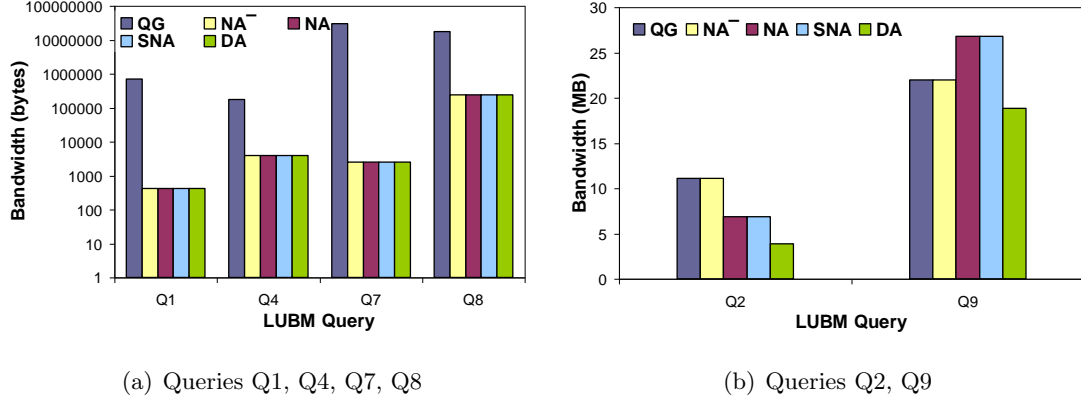 QG NA¯ NA
SNA DA
Bandwidth (bytes)
100000000
10000000
1000000
100000
10000
1000
100
10
1
Q1 Q4 Q7 Q8
LUBM Query
(a) Queries Q1, Q4, Q7, Q8
QG NA¯ NA SNA DA
Bandwidth (MB)
30
25
20
15
10
5
0
Q2 Q9
LUBM Query
(b) Queries Q2, Q9